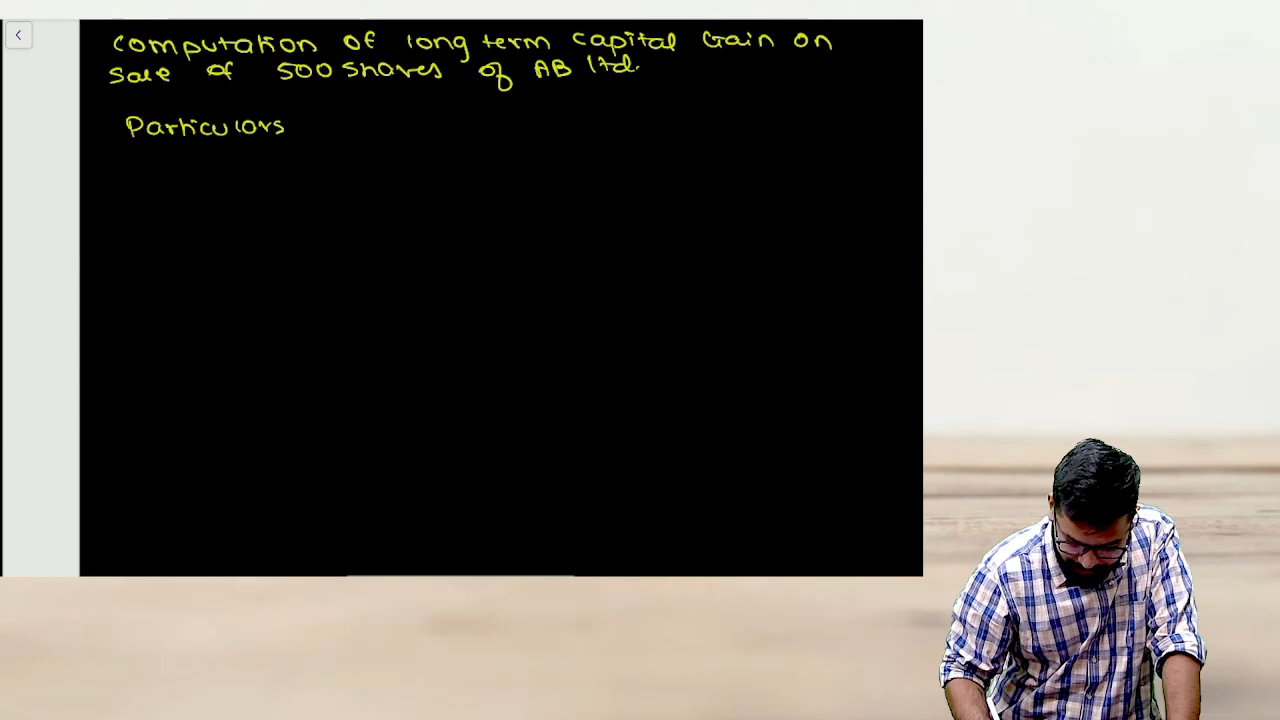 Computation of long term capital Gain on
Sale of 500 Shares of AB Ltd.
Particulars